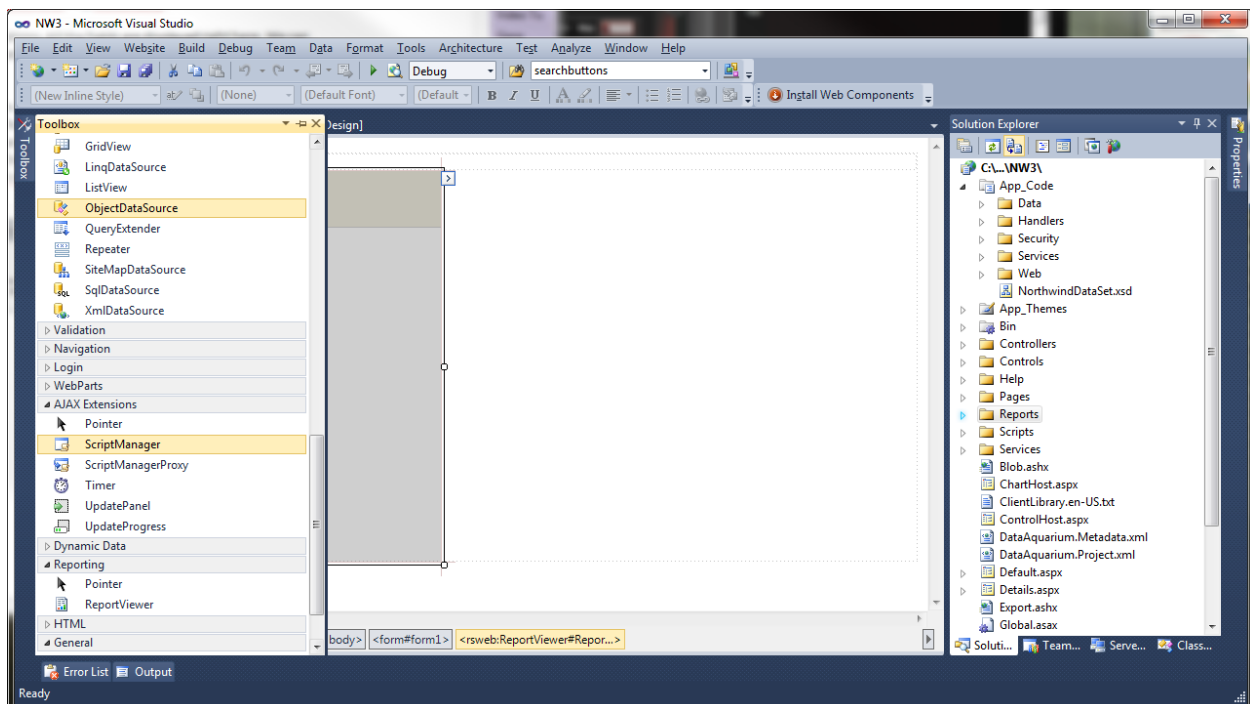 NW3 - Microsoft Visual Studio
File Edit View Website Build Debug Team Data Format Tools Architecture Test Analyze Window Help
Debug searchbuttons
(New Inline Style) (None) (Default Font) (Default B I U A Install Web Components
Toolbox
Toolbox
GridView
LinqDataSource
ListView
ObjectDataSource
QueryExtender
Repeater
SiteMapDataSource
SqlDataSource
XmlDataSource
Validation
Navigation
Login
WebParts
AJAX Extensions
Pointer
ScriptManager
ScriptManagerProxy
Timer
UpdatePanel
UpdateProgress
Dynamic Data
Reporting
Pointer
ReportViewer
HTML
General
Design]
body> <form#form1> <rsweb:ReportViewer#Repor...>
Solution Explorer
C:\...\NW3\
App_Code
Data
Handlers
Security
Services
Web
NorthwindDataSet.xsd
App_Themes
Bin
Controllers
Controls
Help
Pages
Reports
Scripts
Services
Blob.ashx
ChartHost.aspx
ClientLibrary.en-US.txt
ControlHost.aspx
DataAquarium.Metadata.xml
DataAquarium.Project.xml
Default.aspx
Details.aspx
Export.ashx
Global.asax
Soluti... Team... Serve... Class...
Properties
Error List Output
Ready